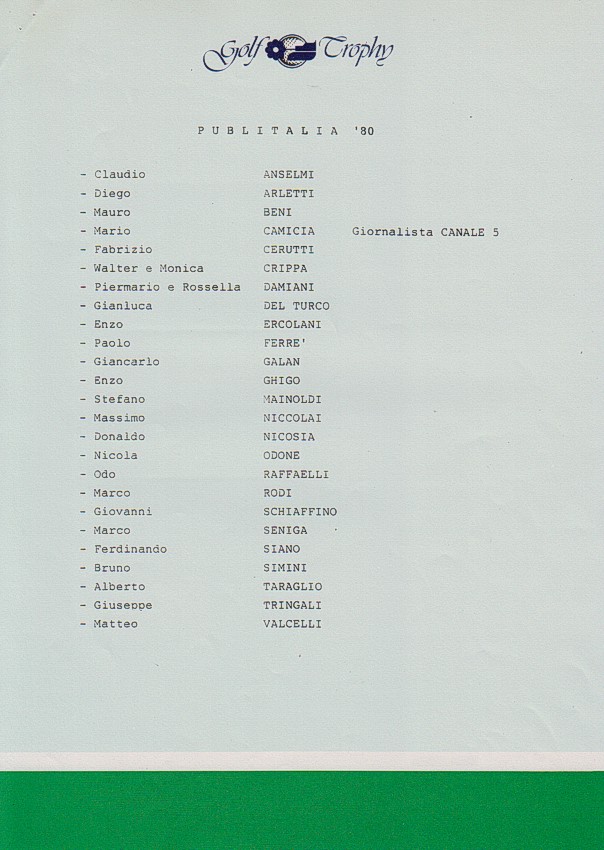 Golf Trophy
PUBLITALIA '80
- Claudio ANSELMI
- Diego ARLETTI
- Mauro BENI
- Mario CAMICIA Giornalista CANALE 5
- Fabrizio CERUTTI
- Walter e Monica CRIPPA
- Piermario e Rossella DAMIANI
- Gianluca DEL TURCO
- Enzo ERCOLANI
- Paolo FERRE'
- Giancarlo GALAN
- Enzo GHIGO
- Stefano MAINOLDI
- Massimo NICCOLAI
- Donaldo NICOSIA
- Nicola ODONE
- Odo RAFFAELLI
- Marco RODI
- Giovanni SCHIAFFINO
- Marco SENIGA
- Ferdinando SIANO
- Bruno SIMINI
- Alberto TARAGLIO
- Giuseppe TRINGALI
- Matteo VALCELLI